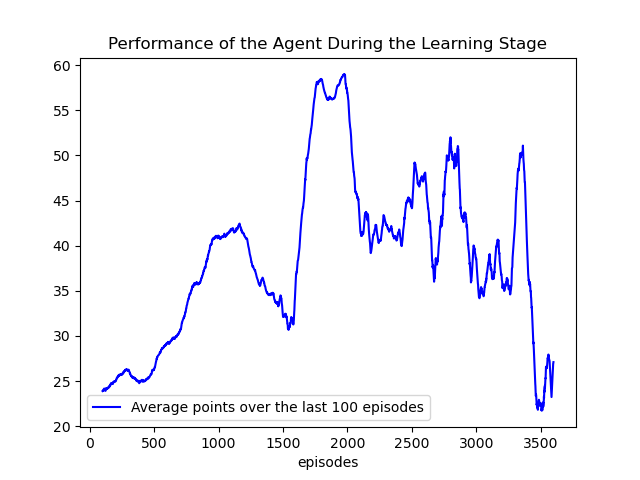 Performance of the Agent During the Learning Stage
60
55
50
45
40
35
30
25
20
Average points over the last 100 episodes
0 500 1000 1500 2000 2500 3000 3500
episodes